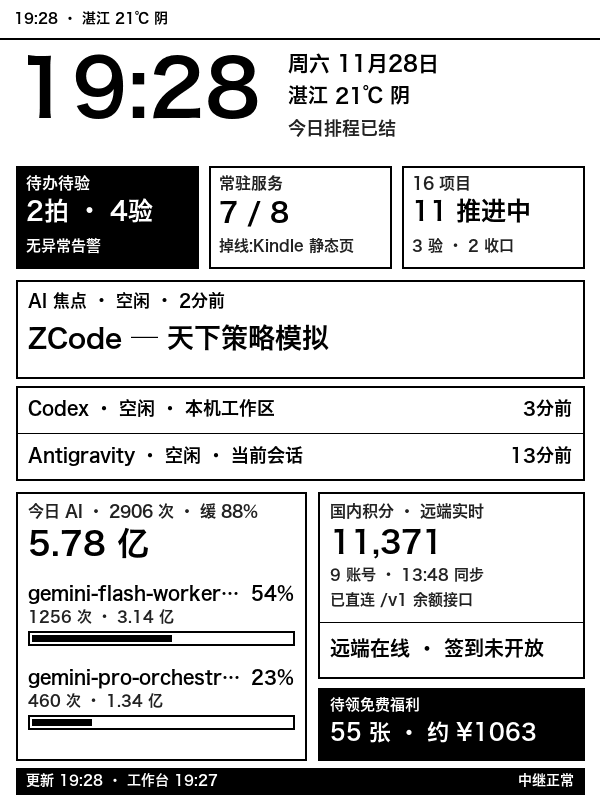 19:28 · 湛江 21℃ 阴
19:28
周六 11月28日
湛江 21℃ 阴
今日排程已结
待办待验
2拍 · 4验
无异常告警
常驻服务
7 / 8
掉线:Kindle 静态页
16 项目
11 推进中
3 验 · 2 收口
AI 焦点 · 空闲 · 2分前
ZCode — 天下策略模拟
Codex · 空闲 · 本机工作区 3分前
Antigravity · 空闲 · 当前会话 13分前
今日 AI · 2906 次 · 缓 88%
5.78 亿
gemini-flash-worker… 54%
1256 次 · 3.14 亿
gemini-pro-orchestr… 23%
460 次 · 1.34 亿
国内积分 · 远端实时
11,371
9 账号 · 13:48 同步
已直连 /v1 余额接口
远端在线 · 签到未开放
待领免费福利
55 张 · 约 ¥1063
更新 19:28 · 工作台 19:27 中继正常